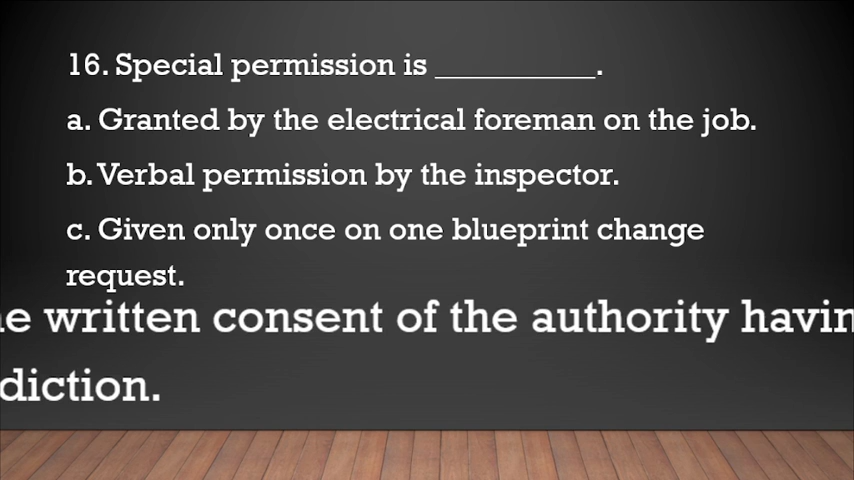 16. Special permission is __________.
a. Granted by the electrical foreman on the job.
b. Verbal permission by the inspector.
c. Given only once on one blueprint change
request.
written consent of the authority